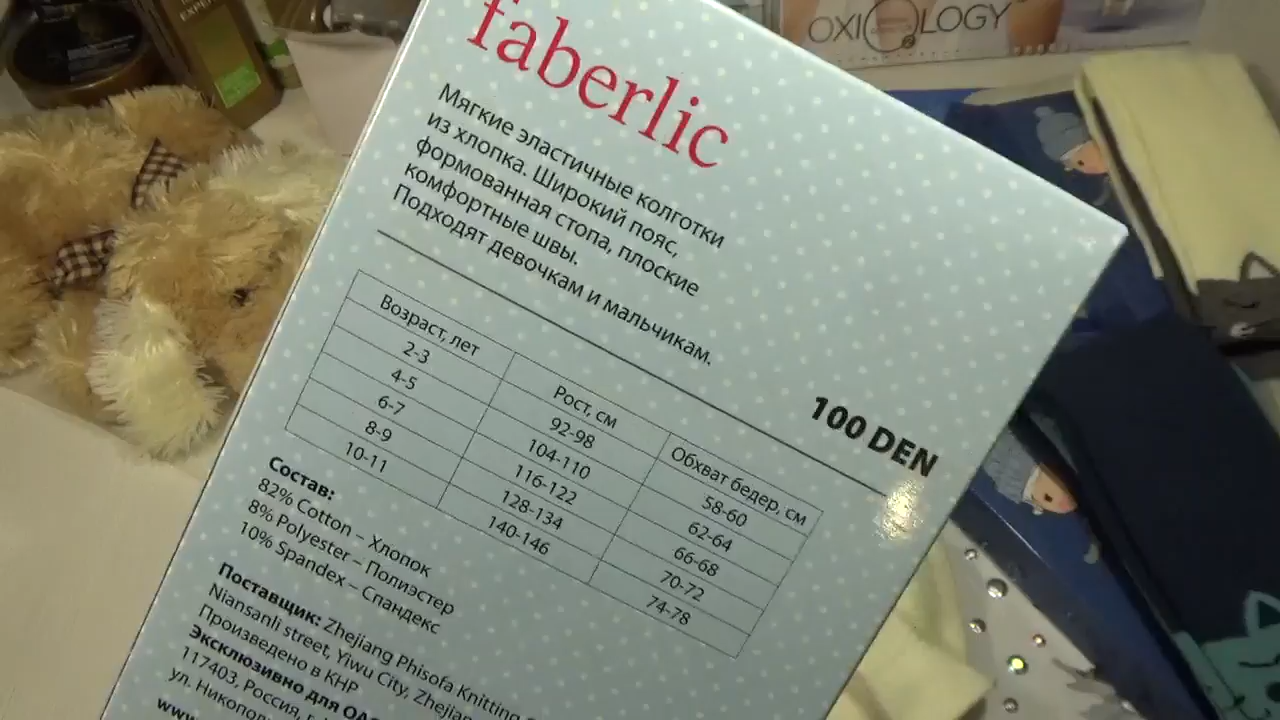 EXPERT
OXIOLOGY
faberlic
Мягкие эластичные колготки
из хлопка. Широкий пояс,
формованная стопа, плоские
комфортные швы.
Подходят девочкам и мальчикам.
100 DEN
Возраст, лет Рост, см Обхват бедер, см
2-3 92-98 58-60
4-5 104-110 62-64
6-7 116-122 66-68
8-9 128-134 70-72
10-11 140-146 74-78
Состав:
82% Cotton – Хлопок
8% Polyester – Полиэстер
10% Spandex – Спандекс
Поставщик: Zhejiang Phisofa Knitting
Niansanli street, Yiwu City, Zhejian
Произведено в КНР
Эксклюзивно для ОАО
117403, Россия, г.
ул. Никопо
www